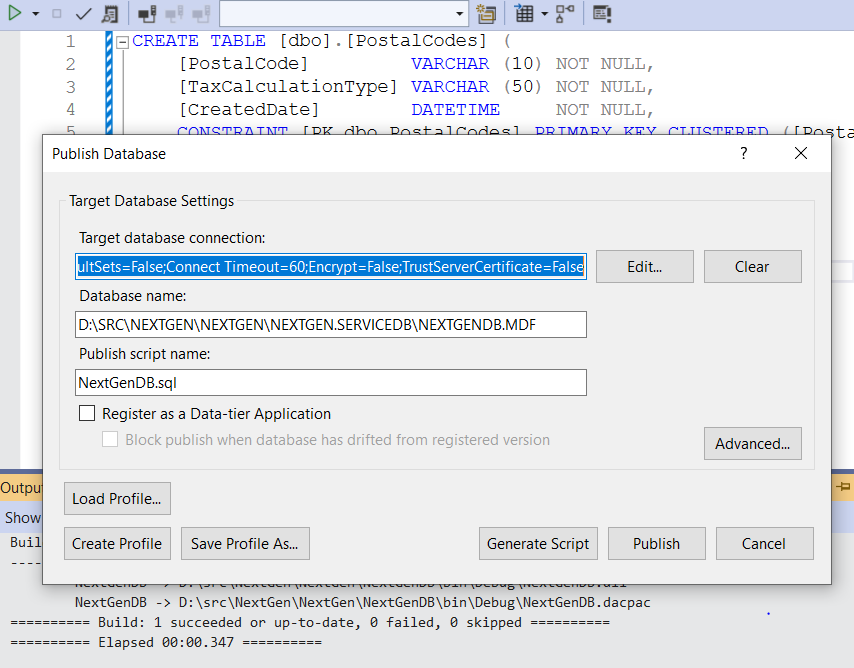 1 CREATE TABLE [dbo].[PostalCodes] (
2 [PostalCode] VARCHAR (10) NOT NULL,
3 [TaxCalculationType] VARCHAR (50) NOT NULL,
4 [CreatedDate] DATETIME NOT NULL,
5 CONSTRAINT [PK_dbo.PostalCodes] PRIMARY KEY CLUSTERED ([Posta
Publish Database
?
Target Database Settings
Target database connection:
ultSets=False;Connect Timeout=60;Encrypt=False;TrustServerCertificate=False
Edit...
Clear
Database name:
D:\SRC\NEXTGEN\NEXTGEN\NEXTGEN.SERVICEDB\NEXTGENDB.MDF
Publish script name:
NextGenDB.sql
Register as a Data-tier Application
Block publish when database has drifted from registered version
Advanced...
Load Profile...
Create Profile
Save Profile As...
Generate Script
Publish
Cancel
Outpu
Show
Buil
----
NextGenDB -> D:\src\NextGen\NextGen\NextGenDB\bin\Debug\NextGenDB.dll
NextGenDB -> D:\src\NextGen\NextGen\NextGenDB\bin\Debug\NextGenDB.dacpac
========== Build: 1 succeeded or up-to-date, 0 failed, 0 skipped ==========
========== Elapsed 00:00.347 ==========